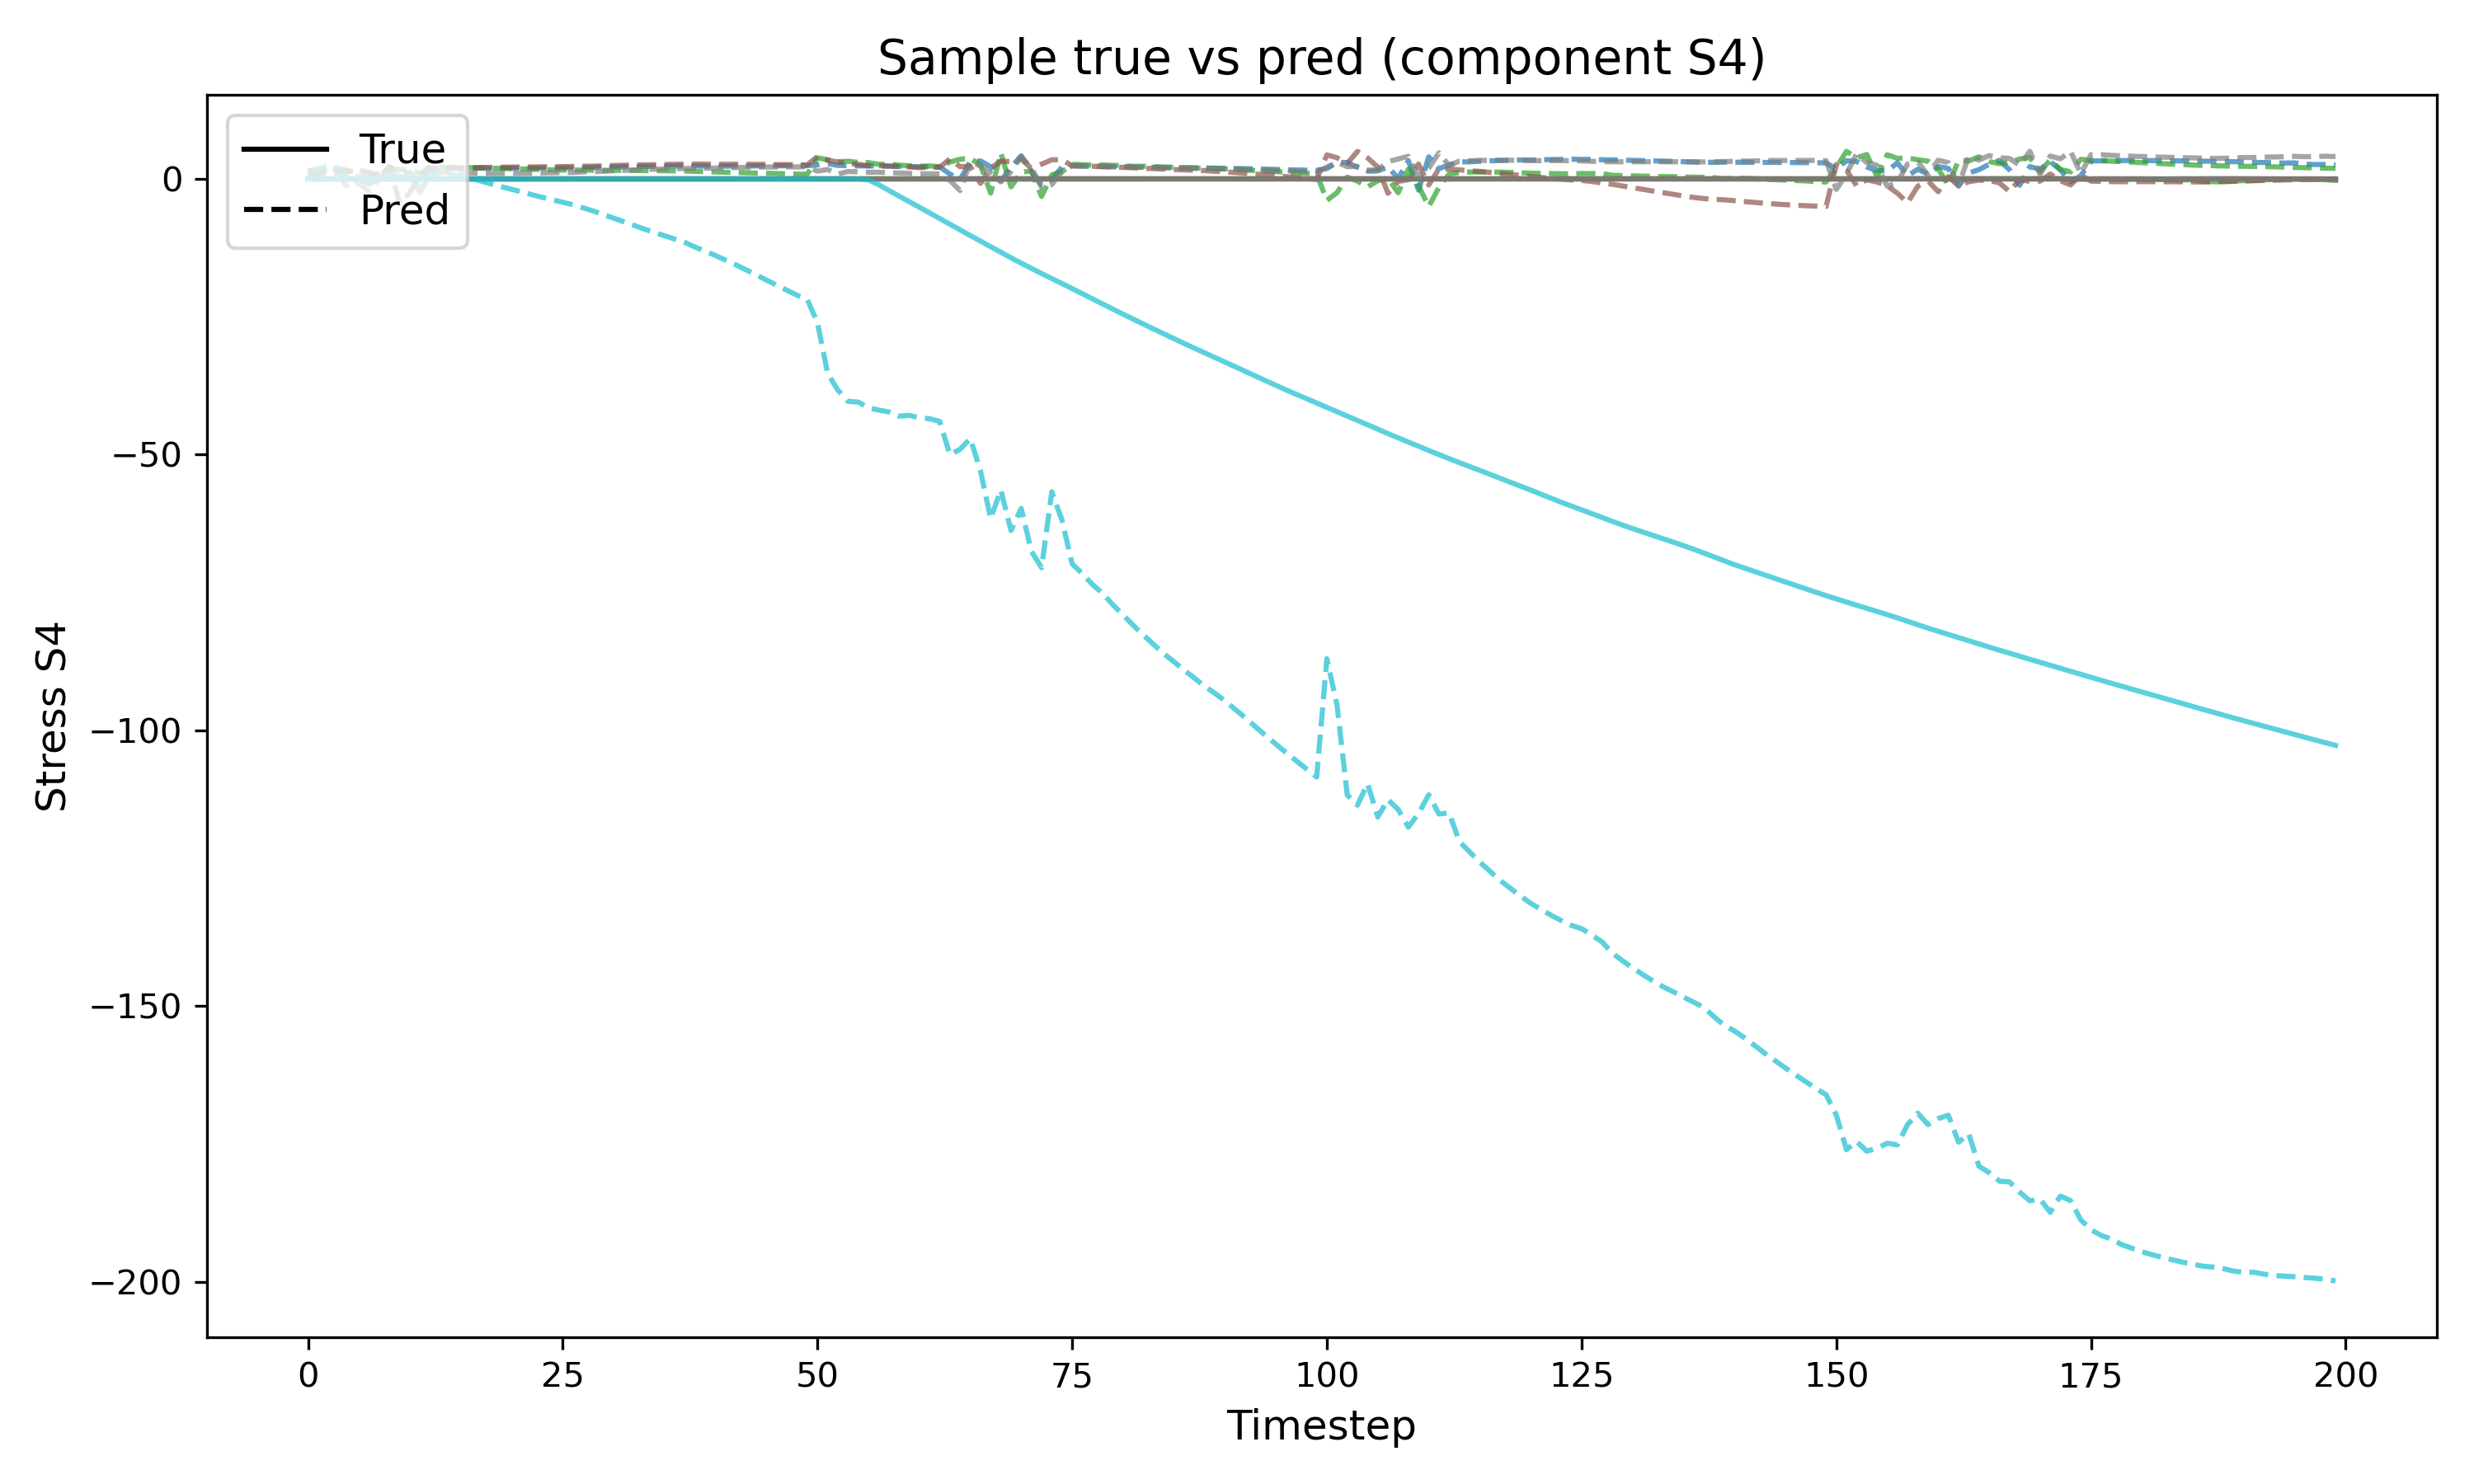 Sample true vs pred (component S4)
True
Pred
0
−50
−100
−150
−200
Stress S4
0 25 50 75 100 125 150 175 200
Timestep